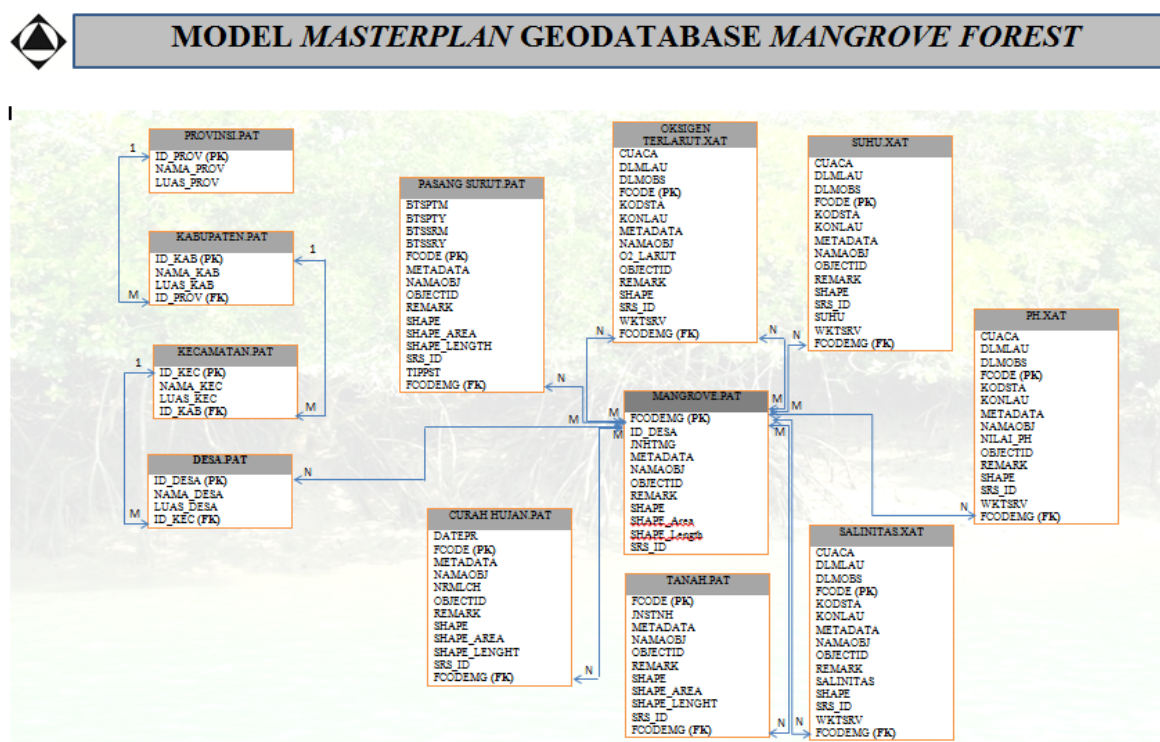 MODEL MASTERPLAN GEODATABASE MANGROVE FOREST
PROVINSI.PAT
ID_PROV (PK)
NAMA_PROV
LUAS_PROV
1
KABUPATEN.PAT
ID_KAB (PK)
NAMA_KAB
LUAS_KAB
ID_PROV (FK)
M
1
KECAMATAN.PAT
ID_KEC (PK)
NAMA_KEC
LUAS_KEC
ID_KAB (FK)
1
M
DESA.PAT
ID_DESA (PK)
NAMA_DESA
LUAS_DESA
ID_KEC (FK)
M
N
PASANG SURUT.PAT
BTSPTM
BTSPTY
BTSSRM
BTSSRY
FCODE (PK)
METADATA
NAMAOBJ
OBJECTID
REMARK
SHAPE
SHAPE_AREA
SHAPE_LENGTH
SRS_ID
TIPPST
FCODEMG (FK)
N
CURAH HUJAN.PAT
DATEPR
FCODE (PK)
METADATA
NAMAOBJ
NRMLCH
OBJECTID
REMARK
SHAPE
SHAPE_AREA
SHAPE_LENGHT
SRS_ID
FCODEMG (FK)
N
OKSIGEN
TERLARUT.XAT
CUACA
DLMLAU
DLMOBS
FCODE (PK)
KODSTA
KONLAU
METADATA
NAMAOBJ
O2_LARUT
OBJECTID
REMARK
SHAPE
SRS_ID
WKTSRV
FCODEMG (FK)
N
N
MANGROVE.PAT
FCODEMG (PK)
ID_DESA
JNHTMG
METADATA
NAMAOBJ
OBJECTID
REMARK
SHAPE
SHAPE_Area
SHAPE_Length
SRS_ID
M
M
M
M
M
M
TANAH.PAT
FCODE (PK)
JNSTNH
METADATA
NAMAOBJ
OBJECTID
REMARK
SHAPE
SHAPE_AREA
SHAPE_LENGHT
SRS_ID
FCODEMG (FK)
N
SUHU.XAT
CUACA
DLMLAU
DLMOBS
FCODE (PK)
KODSTA
KONLAU
METADATA
NAMAOBJ
OBJECTID
REMARK
SHAPE
SRS_ID
SUHU
WKTSRV
FCODEMG (FK)
N
SALINITAS.XAT
CUACA
DLMLAU
DLMOBS
FCODE (PK)
KODSTA
KONLAU
METADATA
NAMAOBJ
OBJECTID
REMARK
SALINITAS
SHAPE
SRS_ID
WKTSRV
FCODEMG (FK)
N
PH.XAT
CUACA
DLMLAU
DLMOBS
FCODE (PK)
KODSTA
KONLAU
METADATA
NAMAOBJ
NILAI_PH
OBJECTID
REMARK
SHAPE
SRS_ID
WKTSRV
FCODEMG (FK)